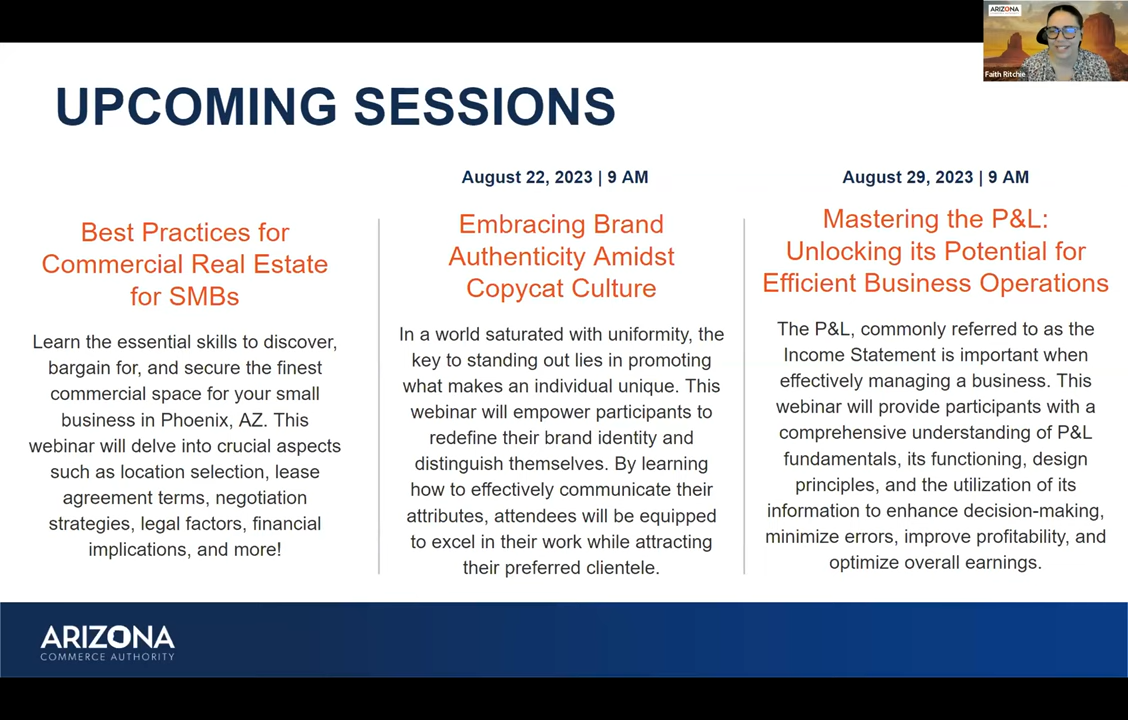 ARIZONA
Faith Ritchie
UPCOMING SESSIONS
Best Practices for
Commercial Real Estate
for SMBs
Learn the essential skills to discover,
bargain for, and secure the finest
commercial space for your small
business in Phoenix, AZ. This
webinar will delve into crucial aspects
such as location selection, lease
agreement terms, negotiation
strategies, legal factors, financial
implications, and more!
August 22, 2023 | 9 AM
Embracing Brand
Authenticity Amidst
Copycat Culture
In a world saturated with uniformity, the
key to standing out lies in promoting
what makes an individual unique. This
webinar will empower participants to
redefine their brand identity and
distinguish themselves. By learning
how to effectively communicate their
attributes, attendees will be equipped
to excel in their work while attracting
their preferred clientele.
August 29, 2023 | 9 AM
Mastering the P&L:
Unlocking its Potential for
Efficient Business Operations
The P&L, commonly referred to as the
Income Statement is important when
effectively managing a business. This
webinar will provide participants with a
comprehensive understanding of P&L
fundamentals, its functioning, design
principles, and the utilization of its
information to enhance decision-making,
minimize errors, improve profitability, and
optimize overall earnings.
ARIZONA
COMMERCE AUTHORITY